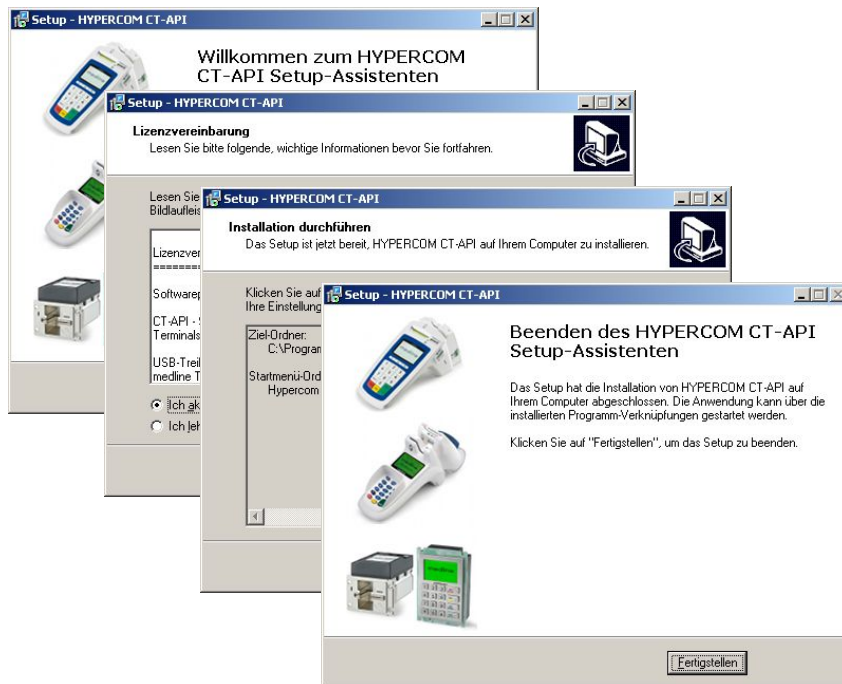 Setup - HYPERCOM CT-API
Willkommen zum HYPERCOM
CT-API Setup-Assistenten
Setup - HYPERCOM CT-API
Lizenzvereinbarung
Lesen Sie bitte folgende, wichtige Informationen bevor Sie fortfahren.
Lesen Sie
Bildlaufleis
Lizenzver
========
Softwarep
CT-API - S
Terminals
USB-Treil
medline T
Ich ak
Ich leh
Setup - HYPERCOM CT-API
Installation durchführen
Das Setup ist jetzt bereit, HYPERCOM CT-API auf Ihrem Computer zu installieren.
Klicken Sie auf
Ihre Einstellung
Ziel-Ordner:
C:\Program
Startmenü-Ord
Hypercom
Setup - HYPERCOM CT-API
Beenden des HYPERCOM CT-API
Setup-Assistenten
Das Setup hat die Installation von HYPERCOM CT-API auf
Ihrem Computer abgeschlossen. Die Anwendung kann über die
installierten Programm-Verknüpfungen gestartet werden.
Klicken Sie auf "Fertigstellen", um das Setup zu beenden.
Fertigstellen